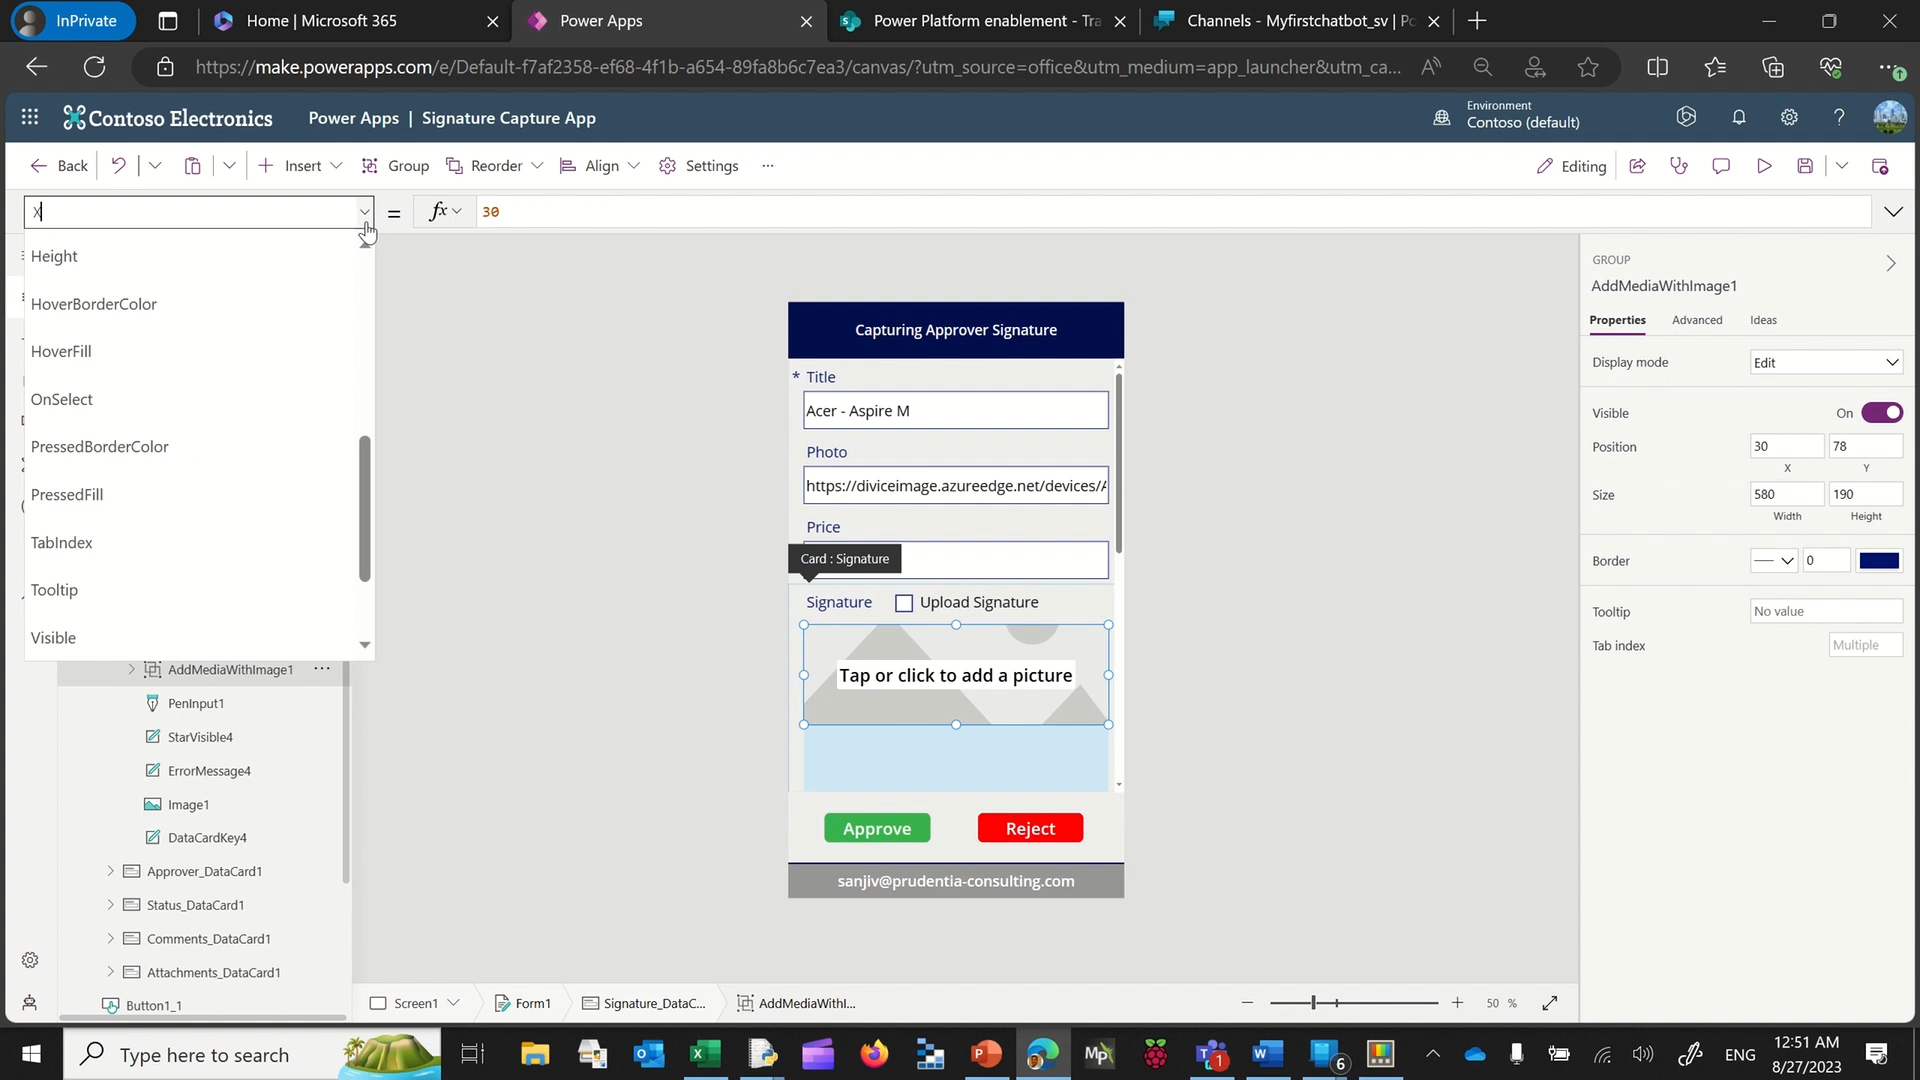 InPrivate
Home | Microsoft 365
Power Apps
Power Platform enablement - Tra
Channels - Myfirstchatbot_sv | Po
https://make.powerapps.com/e/Default-f7af2358-ef68-4f1b-a654-89fa8b6c7ea3/canvas/?utm_source=office&utm_medium=app_launcher&utm_ca...
Contoso Electronics
Power Apps | Signature Capture App
Environment
Contoso (default)
Back
Insert
Group
Reorder
Align
Settings
Editing
X
=
fx
30
Height
HoverBorderColor
HoverFill
OnSelect
PressedBorderColor
PressedFill
TabIndex
Tooltip
Visible
AddMediaWithImage1
PenInput1
StarVisible4
ErrorMessage4
Image1
DataCardKey4
Approver_DataCard1
Status_DataCard1
Comments_DataCard1
Attachments_DataCard1
Button1_1
Capturing Approver Signature
* Title
Acer - Aspire M
Photo
https://diviceimage.azureedge.net/devices/A
Price
Card : Signature
Signature
Upload Signature
Tap or click to add a picture
Approve
Reject
sanjiv@prudentia-consulting.com
GROUP
AddMediaWithImage1
Properties
Advanced
Ideas
Display mode
Edit
Visible
On
Position
30
78
X
Y
Size
580
190
Width
Height
Border
0
Tooltip
No value
Tab index
Multiple
Screen1
Form1
Signature_DataC...
AddMediaWithI...
50 %
Type here to search
1
6
ENG
12:51 AM
8/27/2023